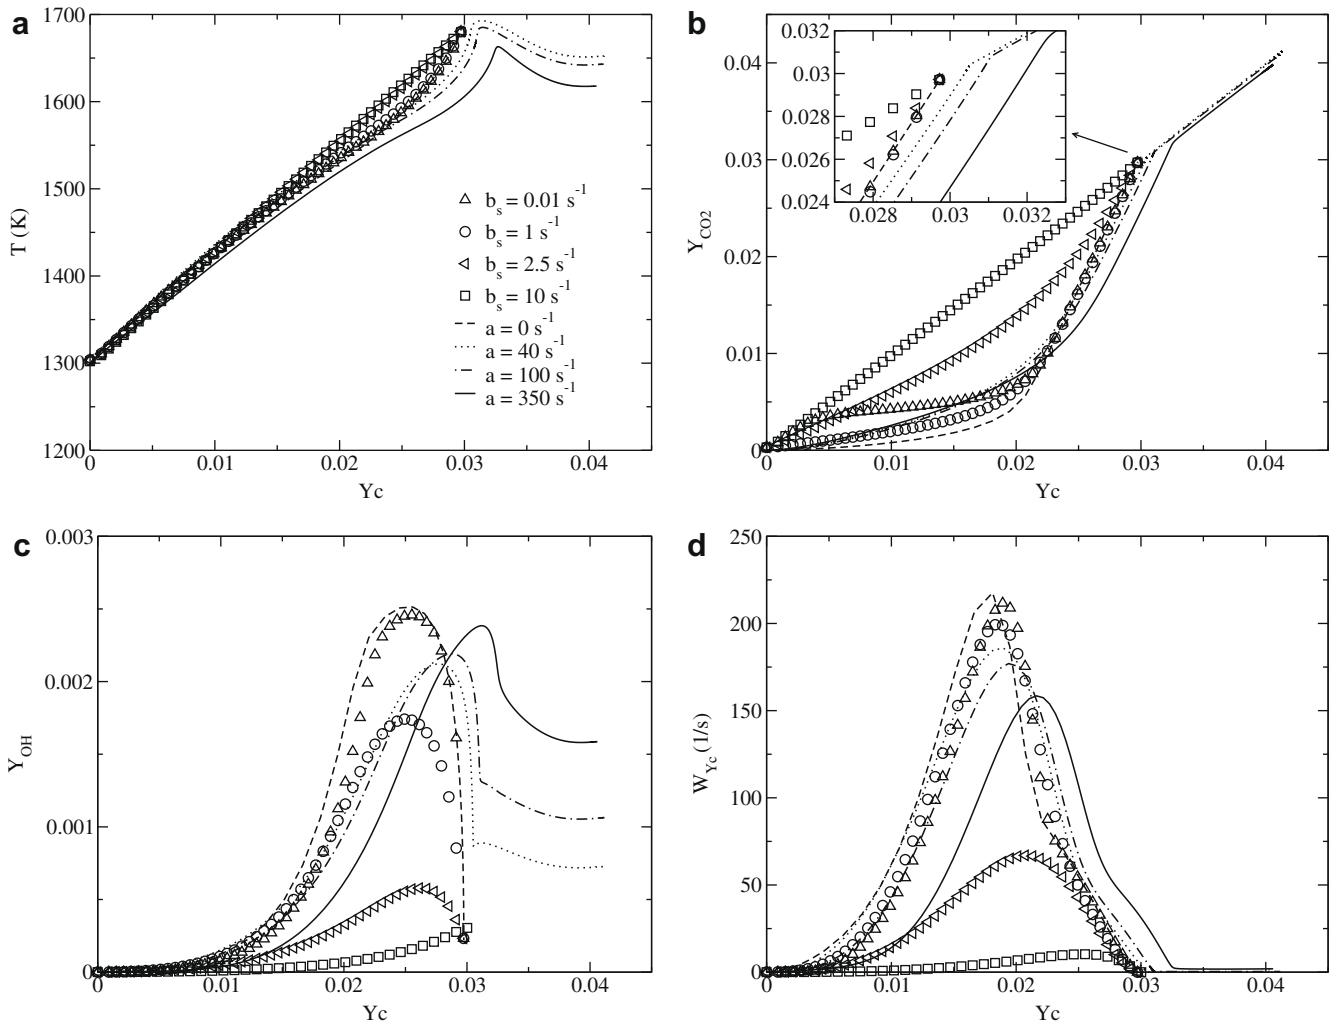 a
1700
1600
1500
1400
1300
1200
T (K)
0
0.01
0.02
0.03
0.04
Yc
b_s = 0.01 s^-1
b_s = 1 s^-1
b_s = 2.5 s^-1
b_s = 10 s^-1
a = 0 s^-1
a = 40 s^-1
a = 100 s^-1
a = 350 s^-1
b
0.04
0.03
0.02
0.01
0
Y_CO2
0
0.01
0.02
0.03
0.04
Yc
0.032
0.03
0.028
0.026
0.024
0.028
0.03
0.032
c
0.003
0.002
0.001
0
Y_OH
0
0.01
0.02
0.03
0.04
Yc
d
250
200
150
100
50
0
W_Yc (1/s)
0
0.01
0.02
0.03
0.04
Yc